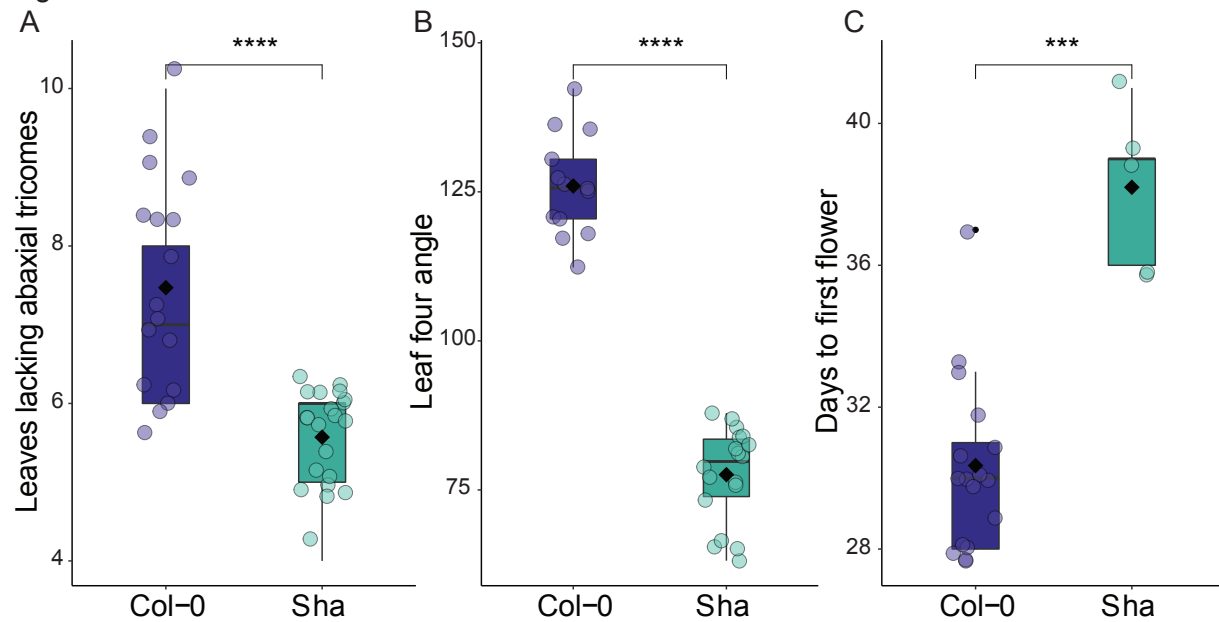 A
B
C
****
****
***
Leaves lacking abaxial tricomes
10
8
6
4
Col−0
Sha
Leaf four angle
150
125
100
75
Col−0
Sha
Days to first flower
40
36
32
28
Col−0
Sha